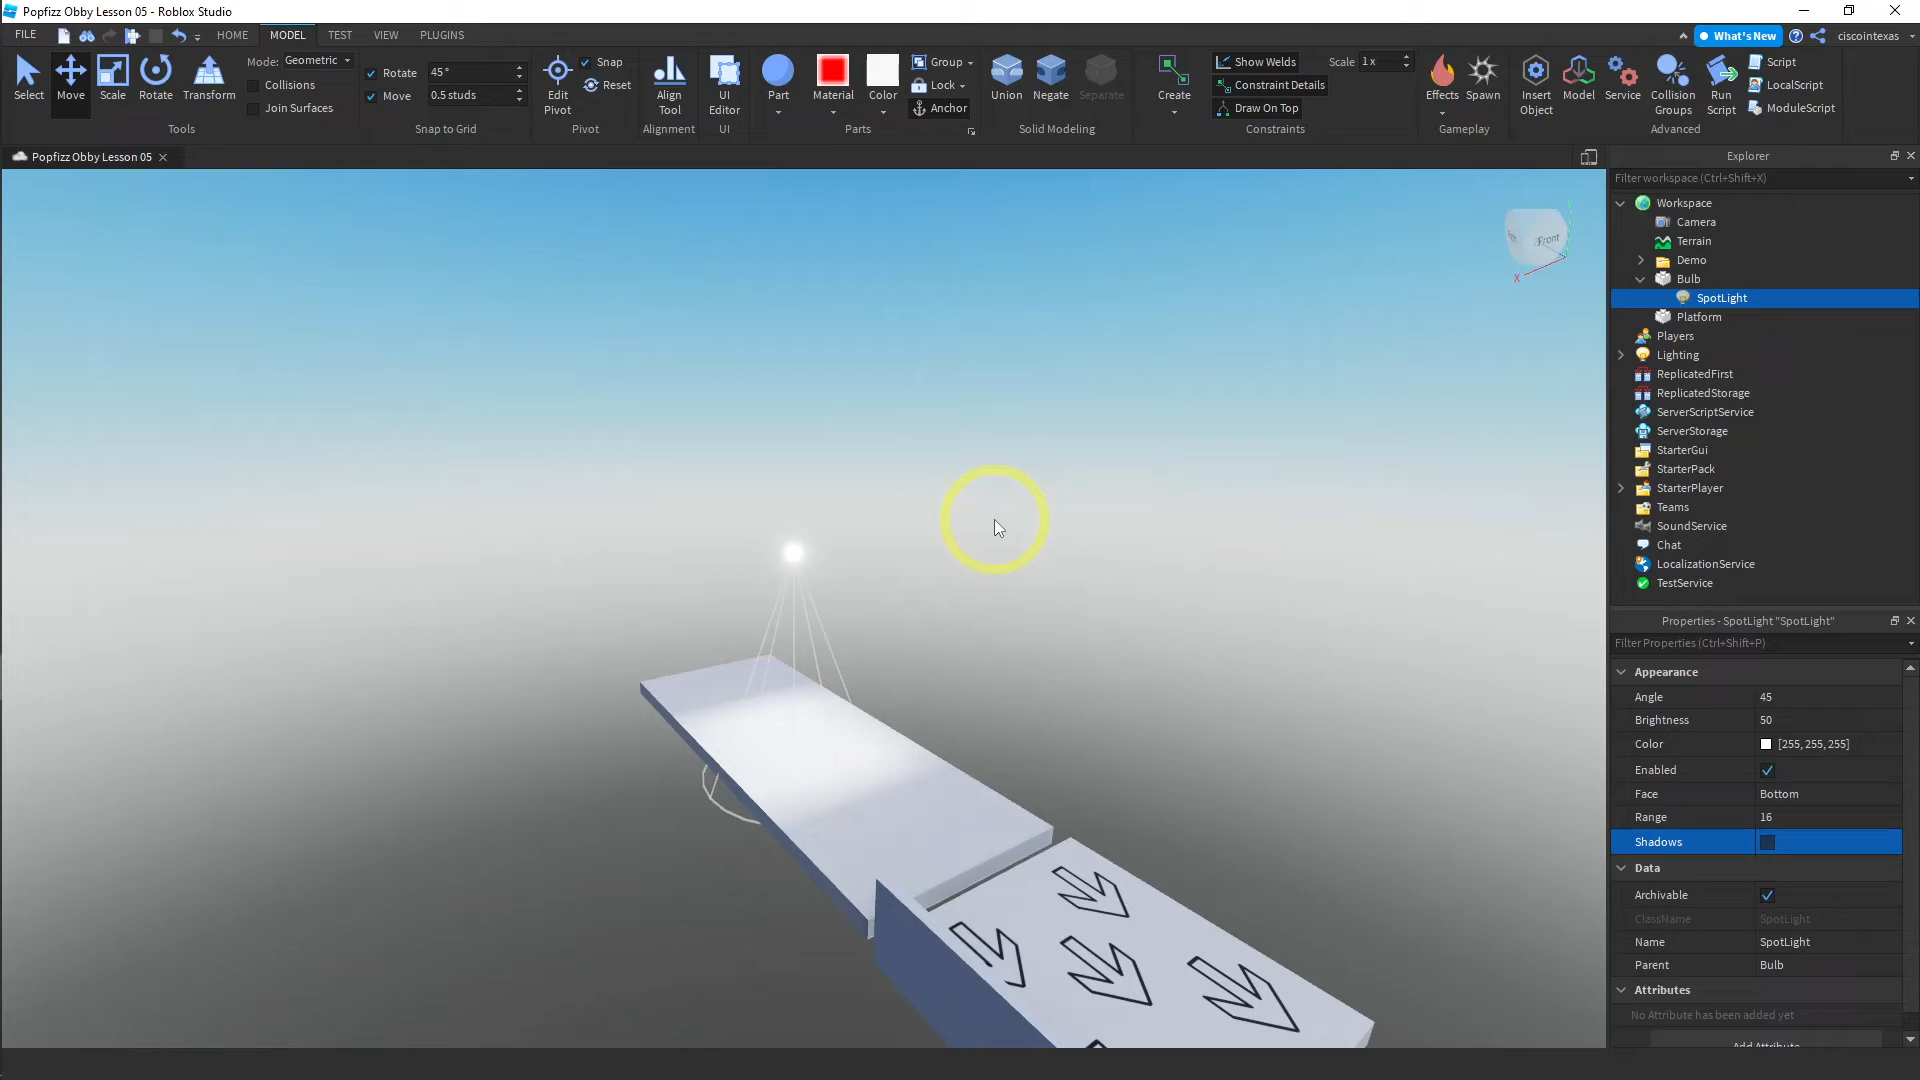 Popfizz Obby Lesson 05 - Roblox Studio
FILE HOME MODEL TEST VIEW PLUGINS What's New ciscointexas
Select Move Scale Rotate Transform
Mode: Geometric
Collisions
Join Surfaces
Tools
Rotate 45°
Move 0.5 studs
Snap to Grid
Edit Pivot
Snap
Reset
Pivot
Align Tool
Alignment
UI Editor
UI
Part Material Color
Group
Lock
Anchor
Parts
Union Negate Separate
Solid Modeling
Create
Show Welds
Constraint Details
Draw On Top
Scale 1x
Constraints
Effects Spawn
Gameplay
Insert Object
Model
Service
Collision Groups
Run Script
Script
LocalScript
ModuleScript
Advanced
Popfizz Obby Lesson 05
Front
X
Explorer
Filter workspace (Ctrl+Shift+X)
Workspace
Camera
Terrain
Demo
Bulb
SpotLight
Platform
Players
Lighting
ReplicatedFirst
ReplicatedStorage
ServerScriptService
ServerStorage
StarterGui
StarterPack
StarterPlayer
Teams
SoundService
Chat
LocalizationService
TestService
Properties - SpotLight "SpotLight"
Filter Properties (Ctrl+Shift+P)
Appearance
Angle 45
Brightness 50
Color [255, 255, 255]
Enabled
Face Bottom
Range 16
Shadows
Data
Archivable
ClassName SpotLight
Name SpotLight
Parent Bulb
Attributes
No Attribute has been added yet
Add Attribute